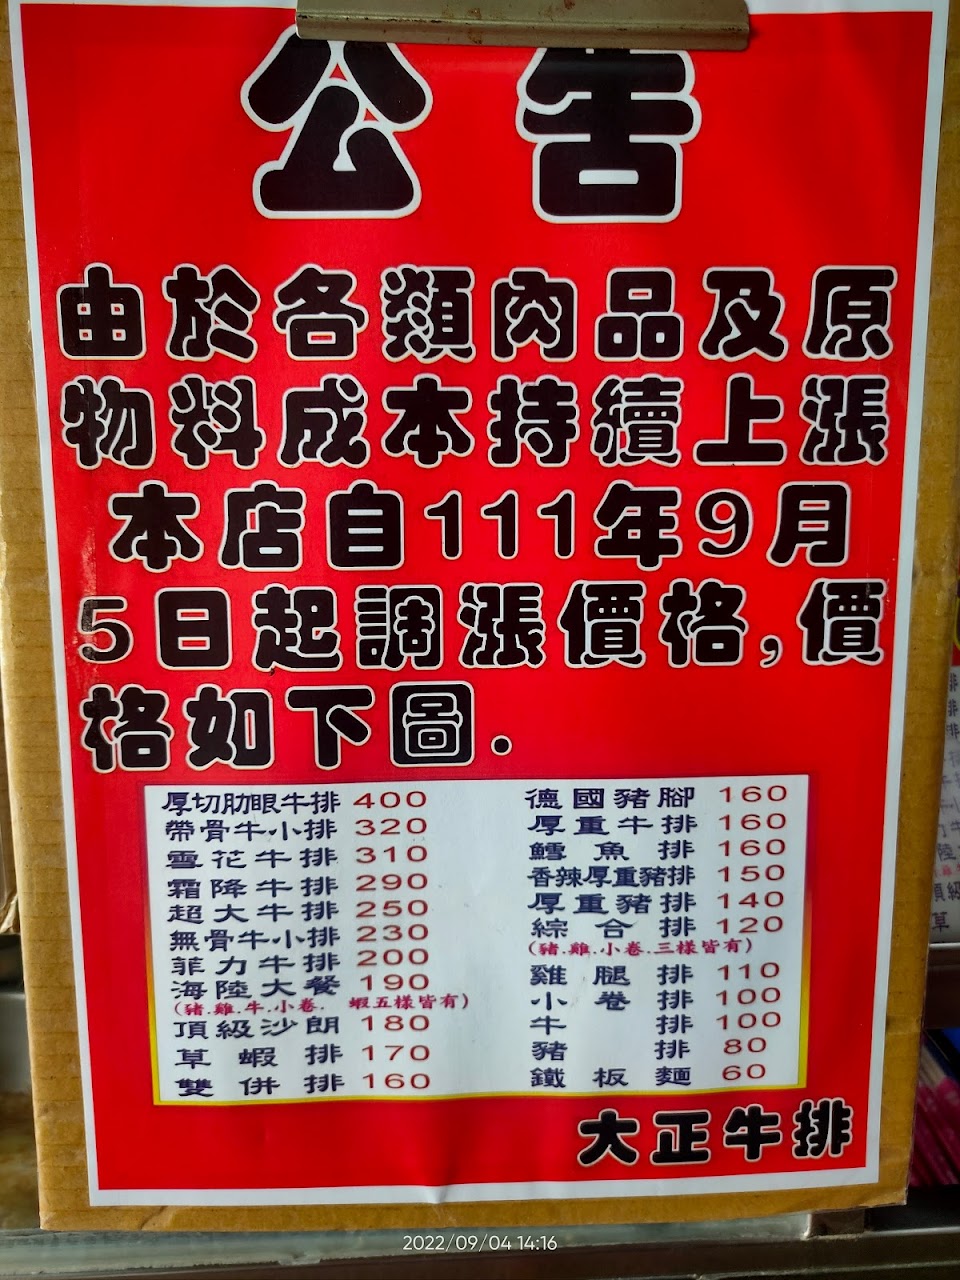 公告
由於各類肉品及原
物料成本持續上漲
本店自111年9月
5日起調漲價格,價
格如下圖.
厚切肋眼牛排 400
帶骨牛小排 320
雪花牛排 310
霜降牛排 290
超大牛排 250
無骨牛小排 230
菲力牛排 200
海陸大餐 190
(豬.雞.牛.小卷. 蝦五樣皆有)
頂級沙朗 180
草蝦排 170
雙併排 160
德國豬腳 160
厚重牛排 160
鱈魚排 160
香辣厚重豬排 150
厚重豬排 140
綜合排 120
(豬.雞.小卷.三樣皆有)
雞腿排 110
小卷排 100
牛排 100
豬排 80
鐵板麵 60
大正牛排
2022/09/04 14:16